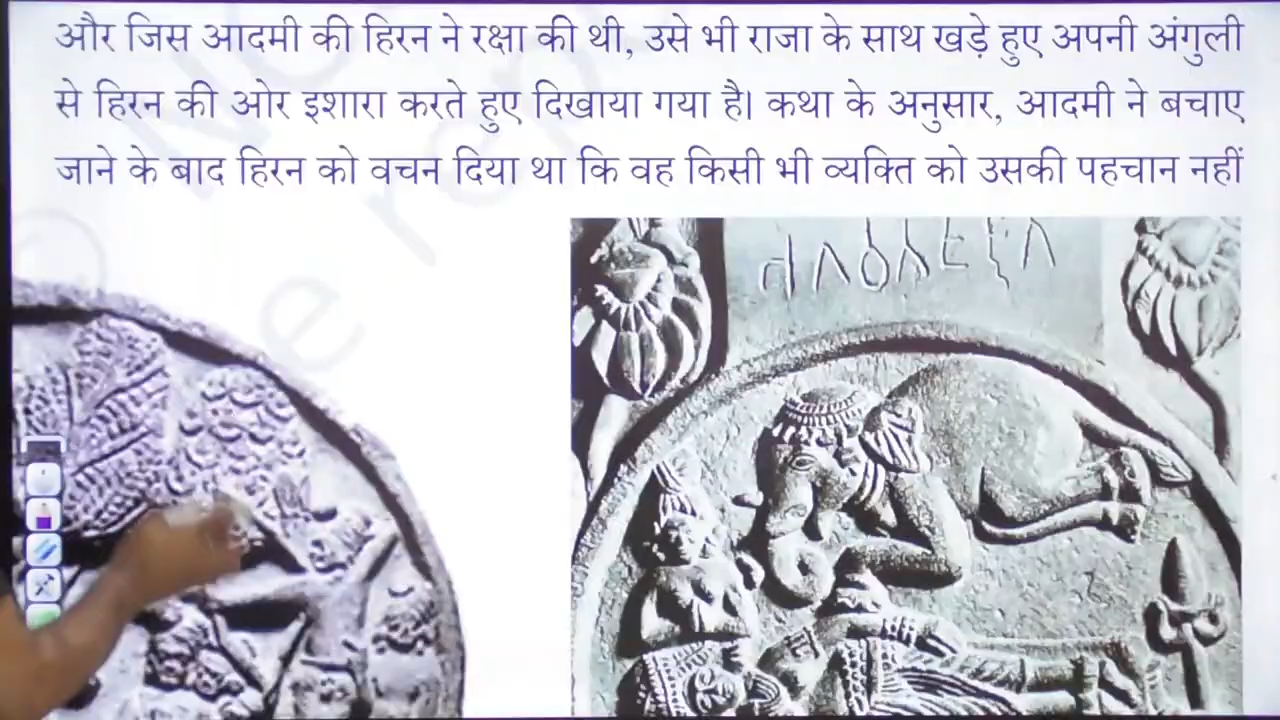 और जिस आदमी की हिरन ने रक्षा की थी, उसे भी राजा के साथ खड़े हुए अपनी अंगुली
से हिरन की ओर इशारा करते हुए दिखाया गया है। कथा के अनुसार, आदमी ने बचाए
जाने के बाद हिरन को वचन दिया था कि वह किसी भी व्यक्ति को उसकी पहचान नहीं